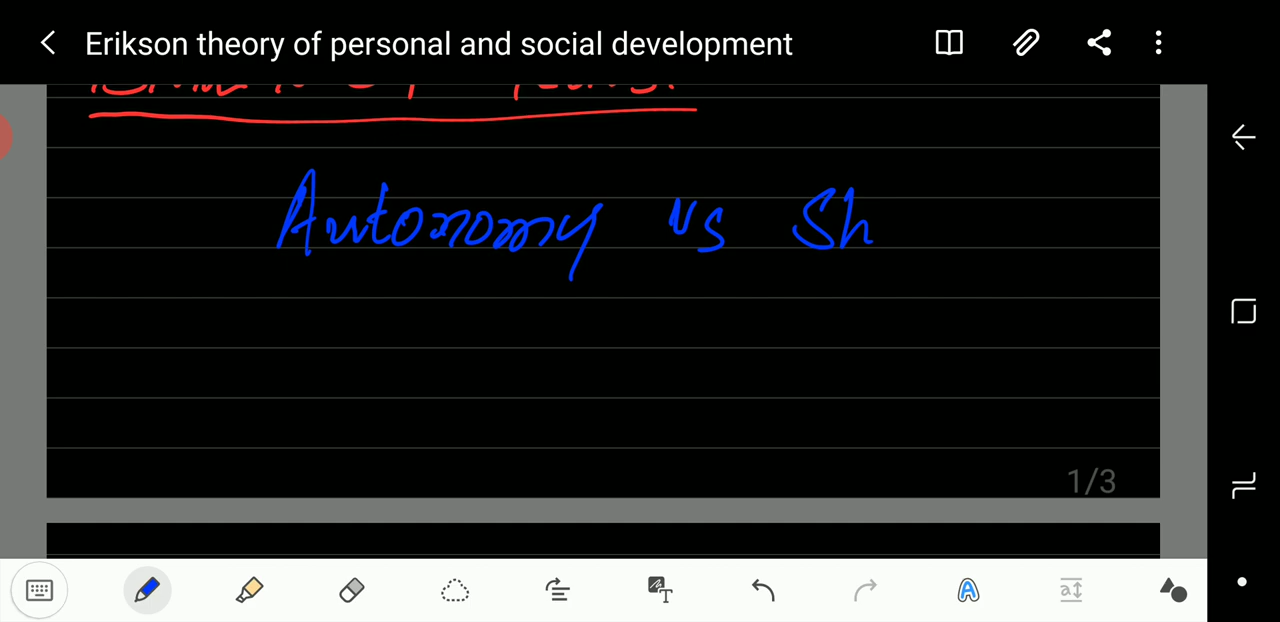 Erikson theory of personal and social development
Autonomy vs Sh
1/3